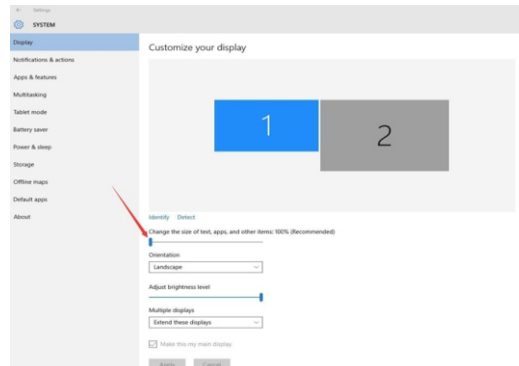 Settings
SYSTEM
Display
Notifications & actions
Apps & features
Multitasking
Tablet mode
Battery saver
Power & sleep
Storage
Offline maps
Default apps
About
Customize your display
1
2
Identify Detect
Change the size of text, apps, and other items: 100% (Recommended)
Orientation
Landscape
Adjust brightness level
Multiple displays
Extend these displays
Make this my main display
Apply Cancel